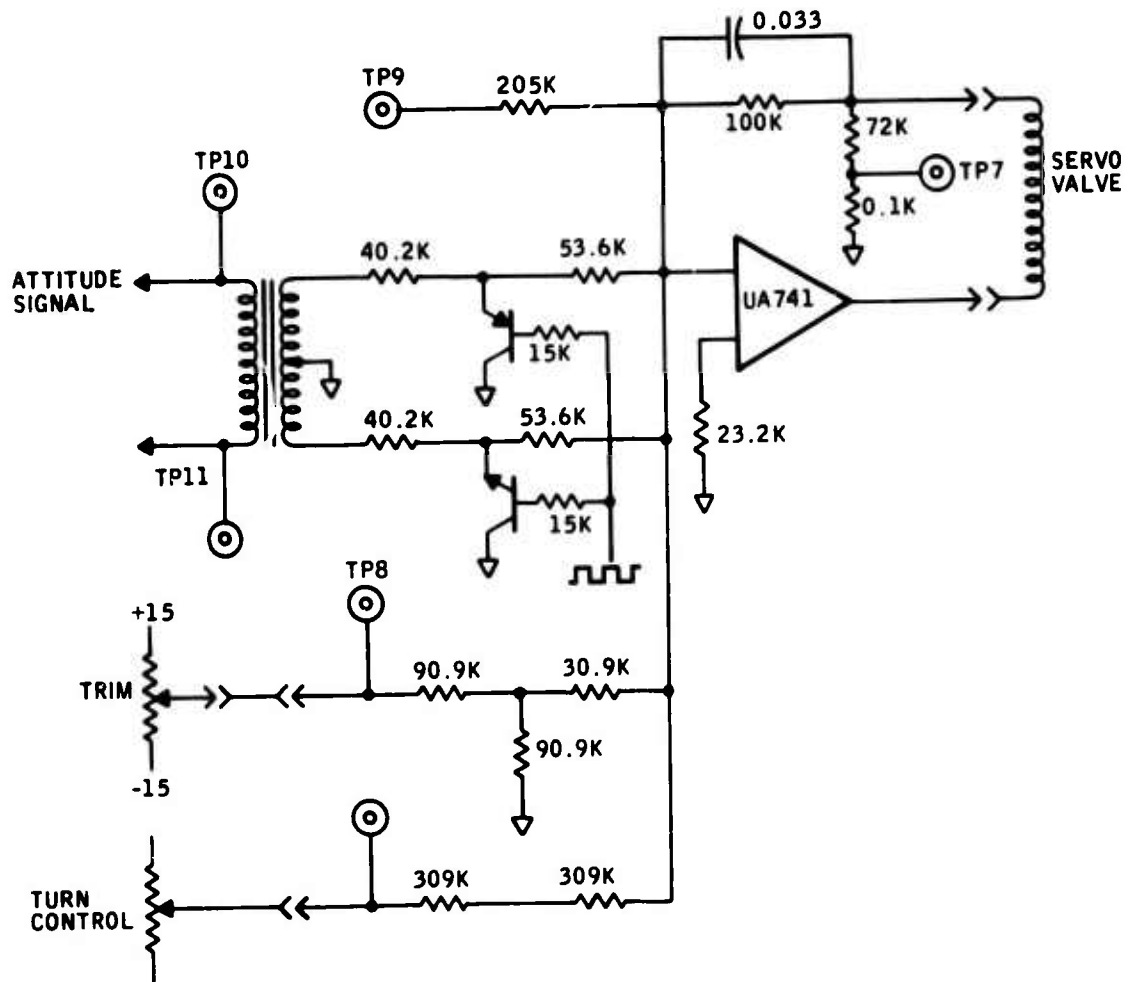 0.033
TP9
205K
100K
72K
TP7
0.1K
SERVO
VALVE
TP10
40.2K
53.6K
ATTITUDE
SIGNAL
UA741
15K
40.2K
53.6K
23.2K
TP11
15K
TP8
+15
90.9K
30.9K
TRIM
90.9K
-15
309K
309K
TURN
CONTROL